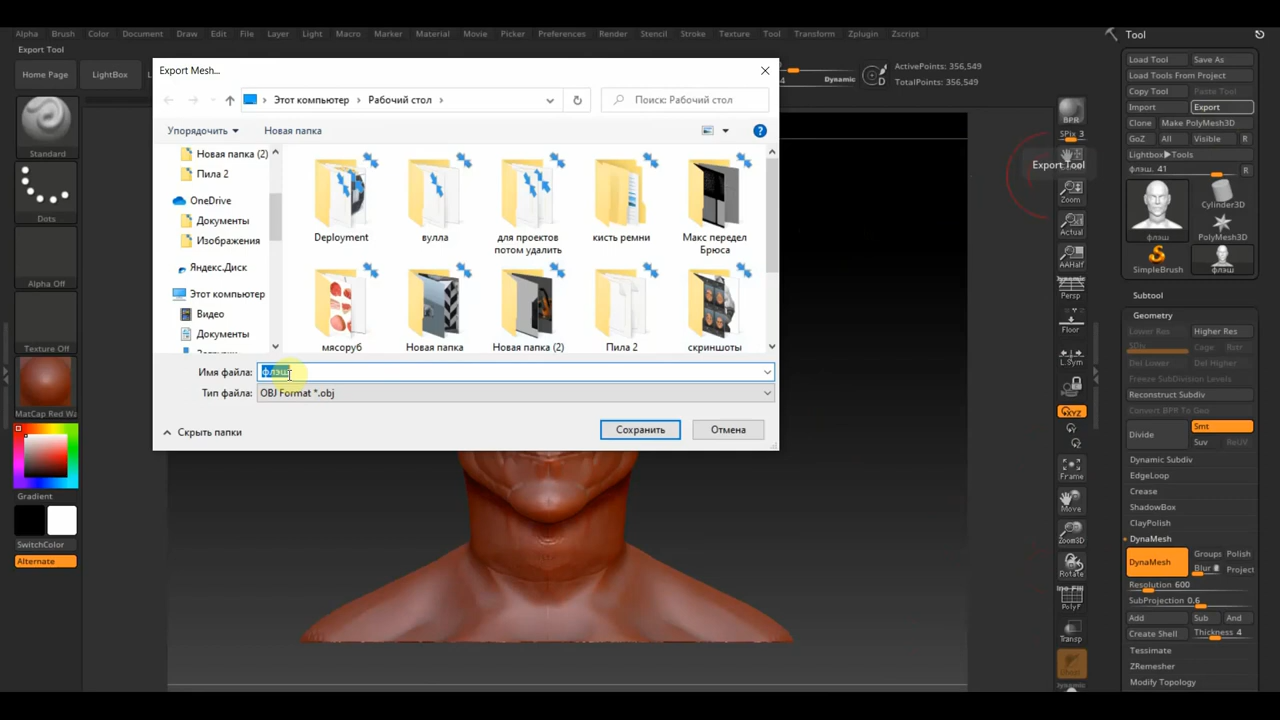 Alpha Brush Color Document Draw Edit File Layer Light Macro Marker Material Movie Picker Preferences Render Stencil Stroke Texture Tool Transform Zplugin Zscript
Export Tool
Home Page
LightBox
Dynamic
ActivePoints: 356,549
TotalPoints: 356,549
Standard
Dots
Alpha Off
Texture Off
MatCap Red Wa
Gradient
SwitchColor
Alternate
Export Mesh...
Этот компьютер
Рабочий стол
Поиск: Рабочий стол
Упорядочить
Новая папка
Новая папка (2)
Пила 2
OneDrive
Документы
Изображения
Яндекс.Диск
Этот компьютер
Видео
Документы
Deployment
вулла
для проектов потом удалить
кисть ремни
Макс передел Брюса
мясоруб
Новая папка
Новая папка (2)
Пила 2
скриншоты
Имя файла: флэш
Тип файла: OBJ Format *.obj
Скрыть папки
Сохранить
Отмена
BPR
SPix 3
Export Tool
Zoom
Actual
AAHalf
Dynamic
Persp
Floor
L.Sym
XYZ
Frame
Move
Zoom3D
Rotate
PolyF
Transp
Dynamic
Tool
Load Tool Save As
Load Tools From Project
Copy Tool Paste Tool
Import Export
Clone Make PolyMesh3D
GoZ All Visible R
Lightbox▶Tools
флэш. 41 R
флэш
Cylinder3D
PolyMesh3D
SimpleBrush
флэш
Subtool
Geometry
Lower Res Higher Res
SDiv Cage Rstr
Del Lower Del Higher
Freeze SubDivision Levels
Reconstruct Subdiv
Convert BPR To Geo
Divide
Smt
Suv ReUV
Dynamic Subdiv
EdgeLoop
Crease
ShadowBox
ClayPolish
DynaMesh
DynaMesh
Groups Polish
Blur Project
Resolution 600
SubProjection 0.6
Add Sub And
Create Shell Thickness 4
Tessimate
ZRemesher
Modify Topology